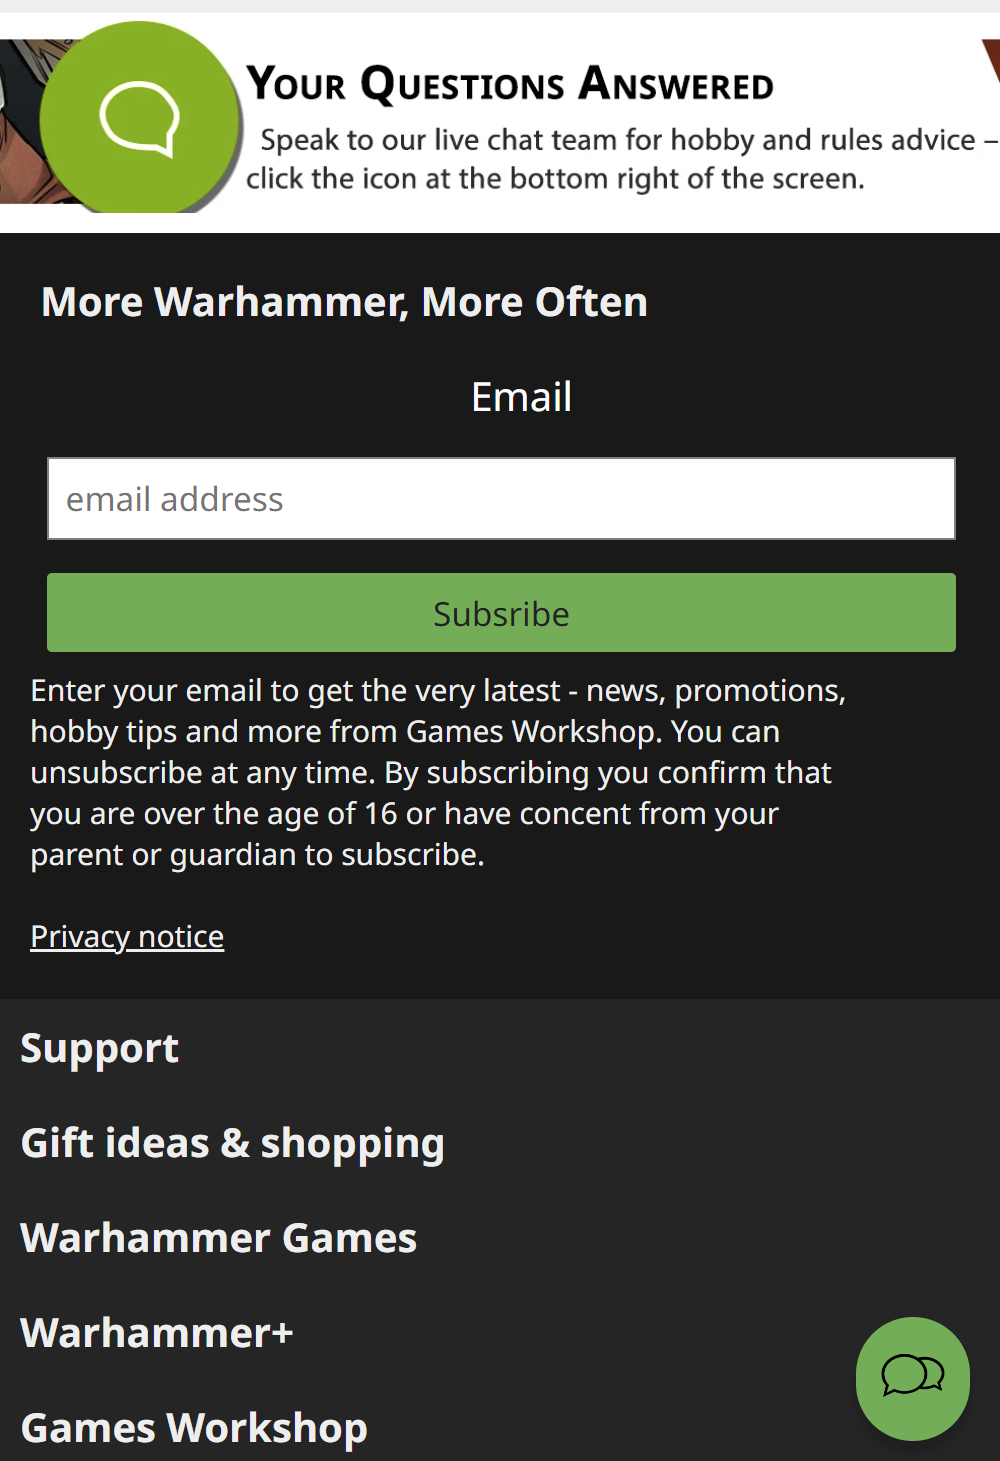 Your Questions Answered
Speak to our live chat team for hobby and rules advice –
click the icon at the bottom right of the screen.
More Warhammer, More Often
Email
email address
Subsribe
Enter your email to get the very latest - news, promotions,
hobby tips and more from Games Workshop. You can
unsubscribe at any time. By subscribing you confirm that
you are over the age of 16 or have concent from your
parent or guardian to subscribe.
Privacy notice
Support
Gift ideas & shopping
Warhammer Games
Warhammer+
Games Workshop